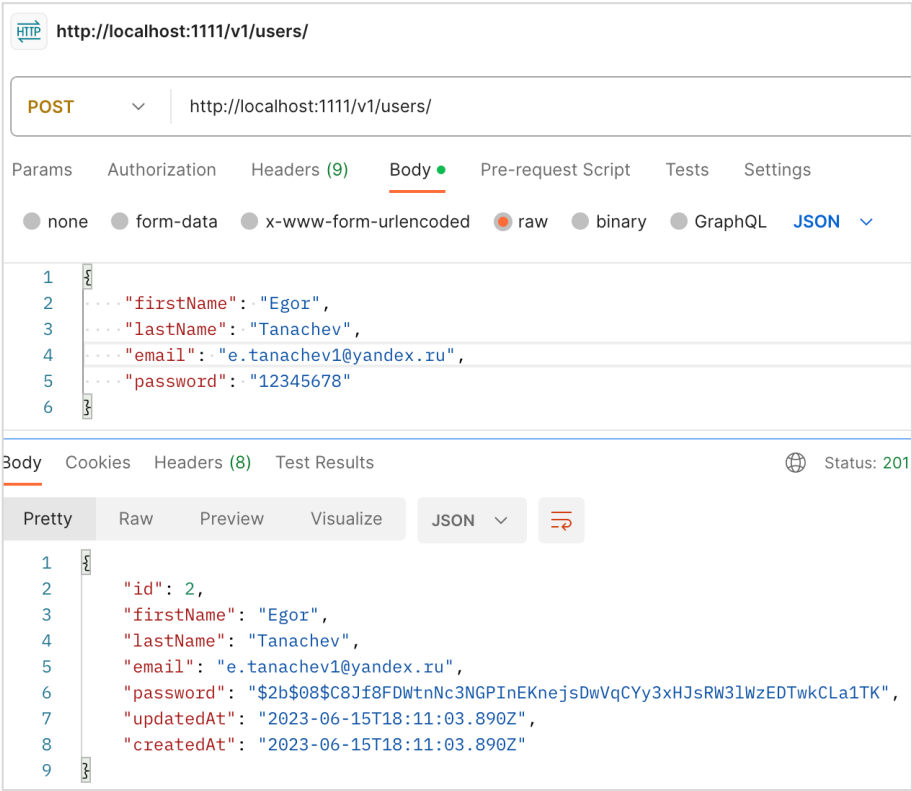 HTTP http://localhost:1111/v1/users/
POST http://localhost:1111/v1/users/
Params Authorization Headers (9) Body Pre-request Script Tests Settings
none form-data x-www-form-urlencoded raw binary GraphQL JSON
1 {
2 "firstName": "Egor",
3 "lastName": "Tanachev",
4 "email": "e.tanachev1@yandex.ru",
5 "password": "12345678"
6 }
Body Cookies Headers (8) Test Results Status: 201
Pretty Raw Preview Visualize JSON
1 {
2 "id": 2,
3 "firstName": "Egor",
4 "lastName": "Tanachev",
5 "email": "e.tanachev1@yandex.ru",
6 "password": "$2b$08$C8Jf8FDWtnNc3NGPInEKnejsDwVqCYy3xHJsRW3lWzEDTwkCLa1TK",
7 "updatedAt": "2023-06-15T18:11:03.890Z",
8 "createdAt": "2023-06-15T18:11:03.890Z"
9 }